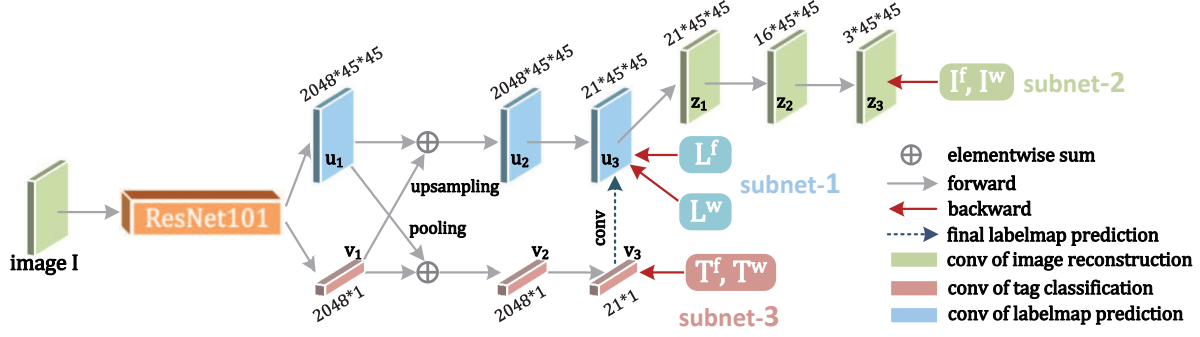 21*45*45
16*45*45
3*45*45
2048*45*45
2048*45*45
21*45*45
z₁
z₂
z₃
Iᶠ, Iʷ
subnet-2
u₁
u₂
u₃
Lᶠ
subnet-1
Lʷ
elementwise sum
forward
backward
final labelmap prediction
conv of image reconstruction
conv of tag classification
conv of labelmap prediction
upsampling
ResNet101
pooling
conv
image I
v₁
v₂
v₃
Tᶠ, Tʷ
2048*1
2048*1
21*1
subnet-3